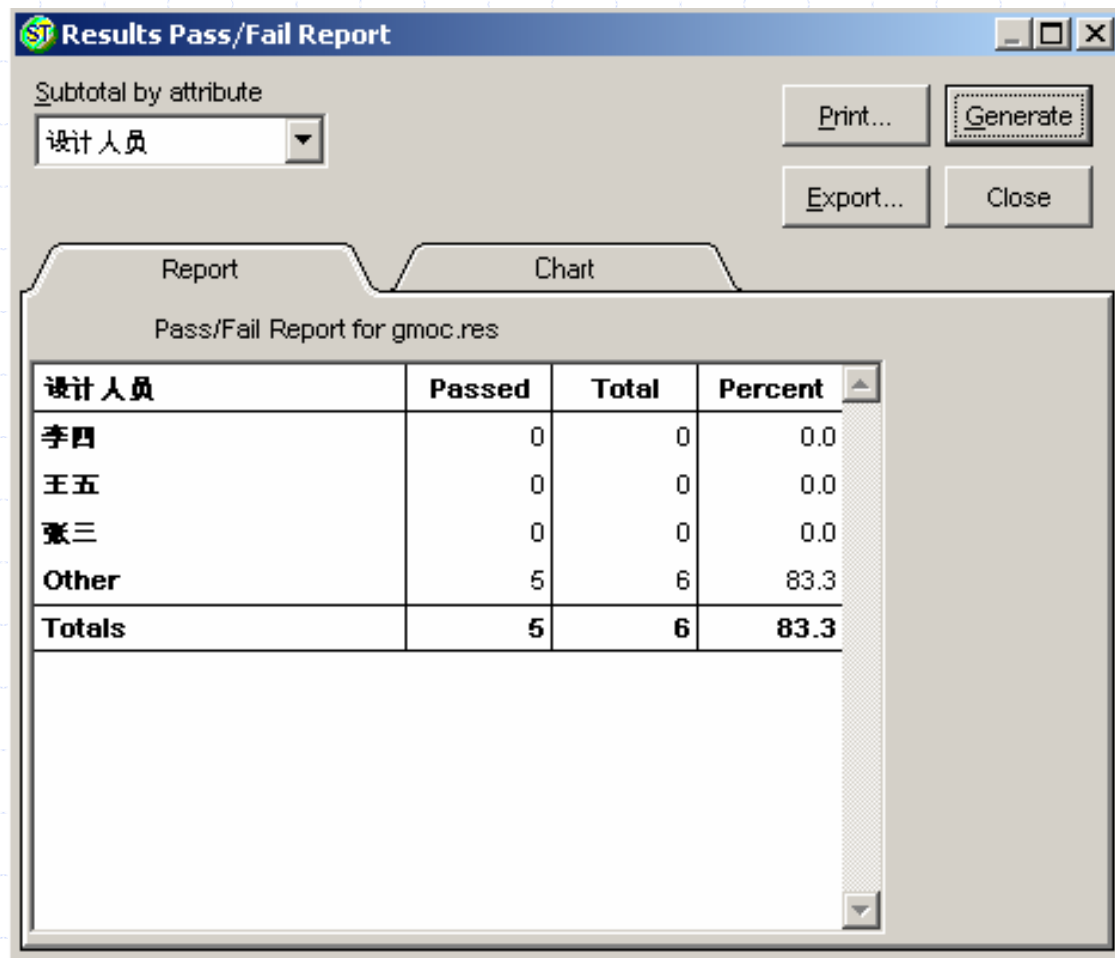 Results Pass/Fail Report
Subtotal by attribute
设计人员
Print...
Generate
Export...
Close
Report
Chart
Pass/Fail Report for gmoc.res
设计人员 Passed Total Percent
李四 0 0 0.0
王五 0 0 0.0
张三 0 0 0.0
Other 5 6 83.3
Totals 5 6 83.3